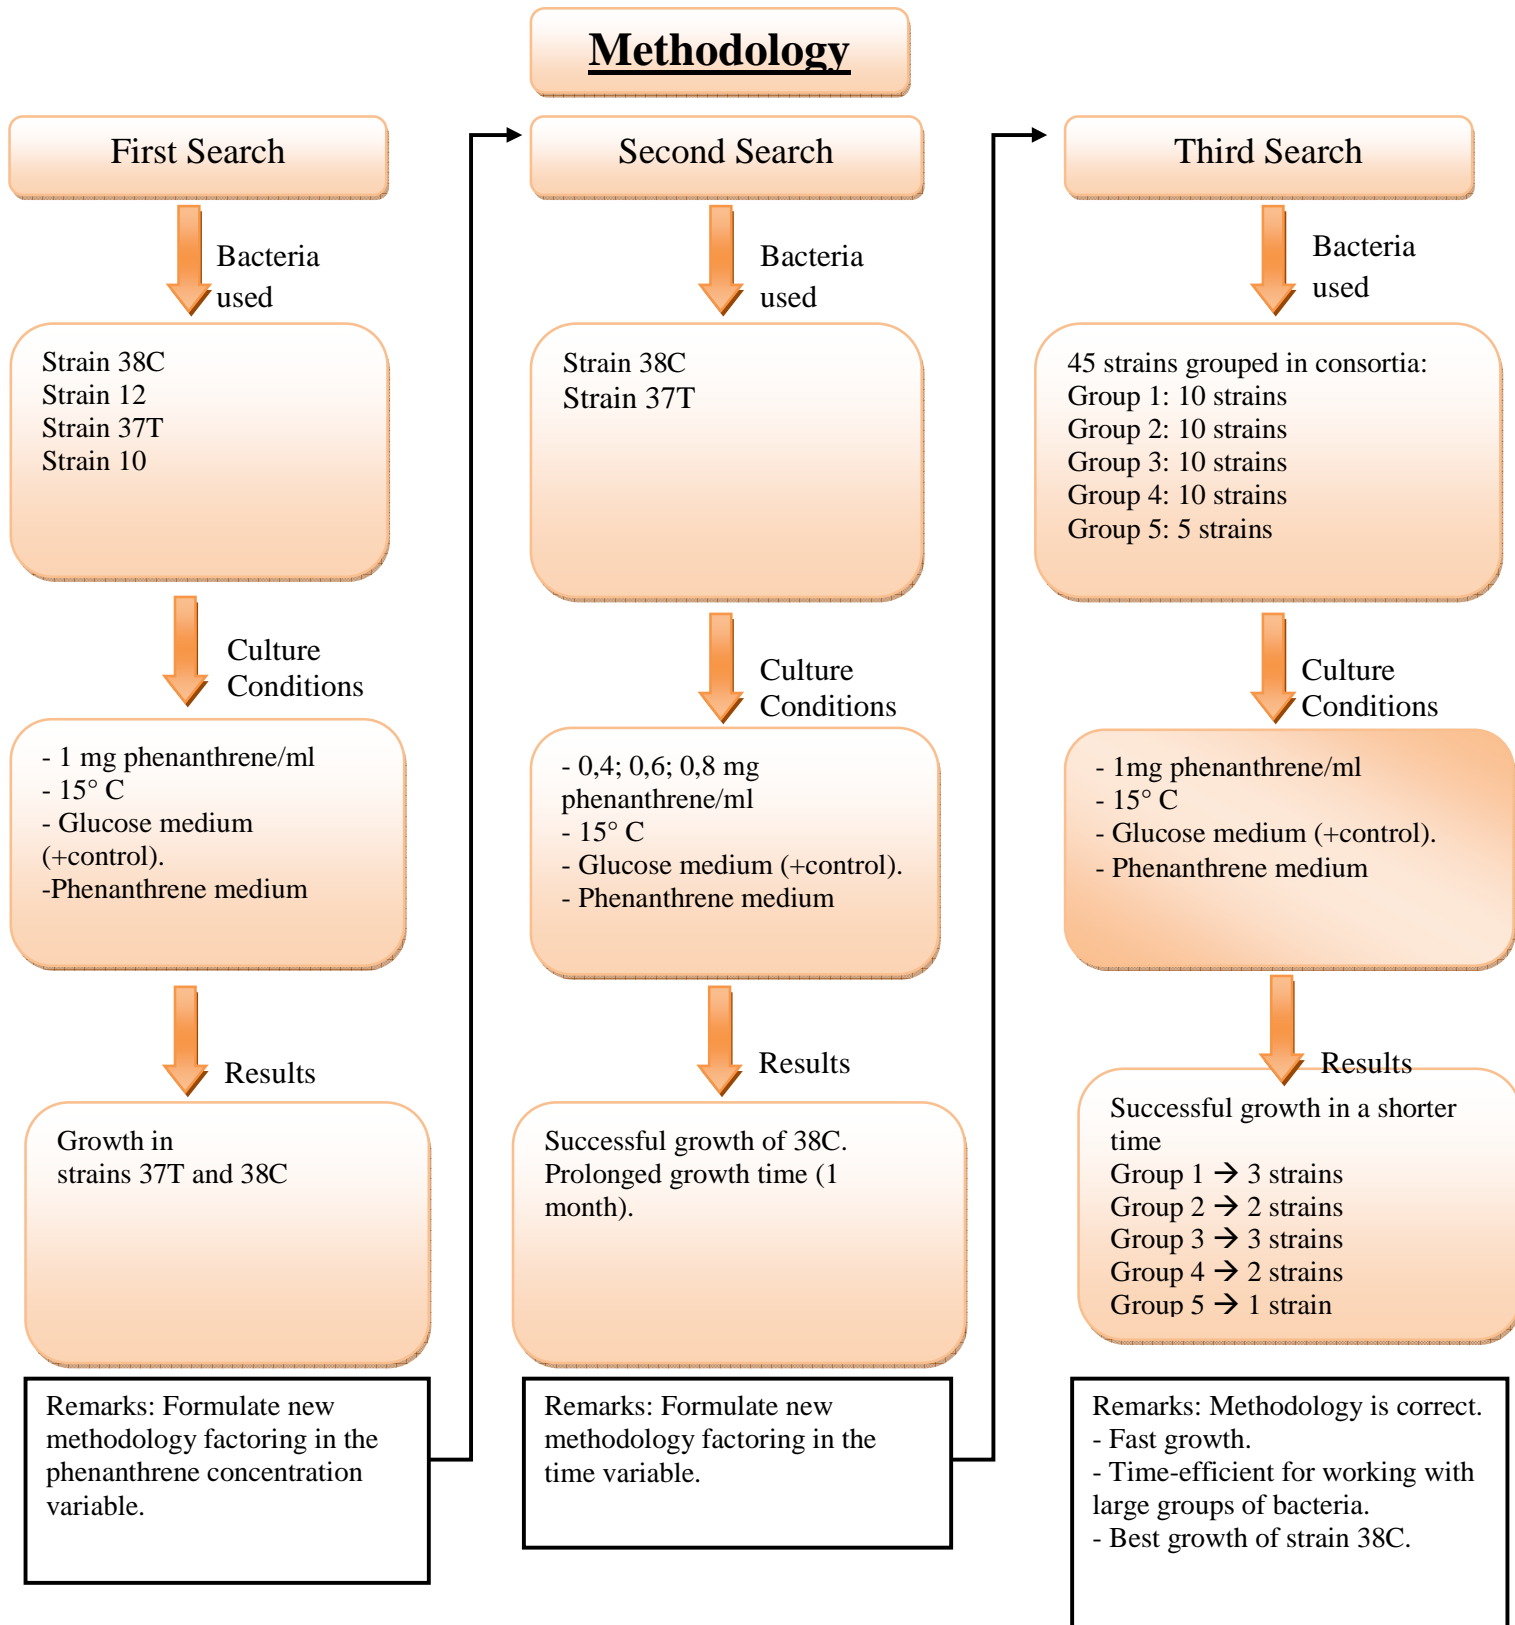 Methodology
First Search
Bacteria
used
Strain 38C
Strain 12
Strain 37T
Strain 10
Culture
Conditions
- 1 mg phenanthrene/ml
- 15° C
- Glucose medium
(+control).
-Phenanthrene medium
Results
Growth in
strains 37T and 38C
Remarks: Formulate new
methodology factoring in the
phenanthrene concentration
variable.
Second Search
Bacteria
used
Strain 38C
Strain 37T
Culture
Conditions
- 0,4; 0,6; 0,8 mg
phenanthrene/ml
- 15° C
- Glucose medium (+control).
- Phenanthrene medium
Results
Successful growth of 38C.
Prolonged growth time (1
month).
Remarks: Formulate new
methodology factoring in the
time variable.
Third Search
Bacteria
used
45 strains grouped in consortia:
Group 1: 10 strains
Group 2: 10 strains
Group 3: 10 strains
Group 4: 10 strains
Group 5: 5 strains
Culture
Conditions
- 1mg phenanthrene/ml
- 15° C
- Glucose medium (+control).
- Phenanthrene medium
Results
Successful growth in a shorter
time
Group 1 → 3 strains
Group 2 → 2 strains
Group 3 → 3 strains
Group 4 → 2 strains
Group 5 → 1 strain
Remarks: Methodology is correct.
- Fast growth.
- Time-efficient for working with
large groups of bacteria.
- Best growth of strain 38C.